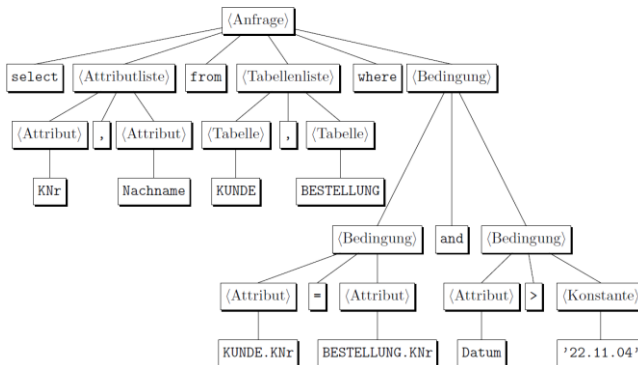 ⟨Anfrage⟩
select ⟨Attributliste⟩ from ⟨Tabellenliste⟩ where ⟨Bedingung⟩
⟨Attribut⟩ , ⟨Attribut⟩ ⟨Tabelle⟩ , ⟨Tabelle⟩
KNr Nachname KUNDE BESTELLUNG
⟨Bedingung⟩ and ⟨Bedingung⟩
⟨Attribut⟩ = ⟨Attribut⟩ ⟨Attribut⟩ > ⟨Konstante⟩
KUNDE.KNr BESTELLUNG.KNr Datum '22.11.04'